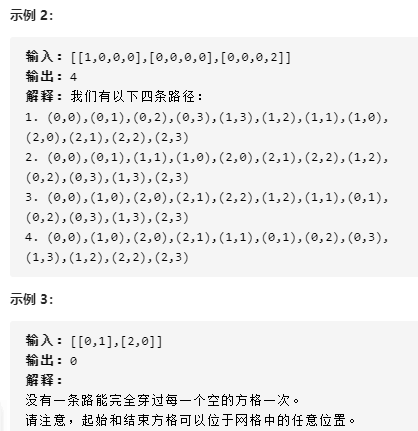 示例 2：
输入：[[1,0,0,0],[0,0,0,0],[0,0,0,2]]
输出：4
解释：我们有以下四条路径：
1. (0,0),(0,1),(0,2),(0,3),(1,3),(1,2),(1,1),(1,0),
(2,0),(2,1),(2,2),(2,3)
2. (0,0),(0,1),(1,1),(1,0),(2,0),(2,1),(2,2),(1,2),
(0,2),(0,3),(1,3),(2,3)
3. (0,0),(1,0),(2,0),(2,1),(2,2),(1,2),(1,1),(0,1),
(0,2),(0,3),(1,3),(2,3)
4. (0,0),(1,0),(2,0),(2,1),(1,1),(0,1),(0,2),(0,3),
(1,3),(1,2),(2,2),(2,3)
示例 3：
输入：[[0,1],[2,0]]
输出：0
解释：
没有一条路能完全穿过每一个空的方格一次。
请注意，起始和结束方格可以位于网格中的任意位置。